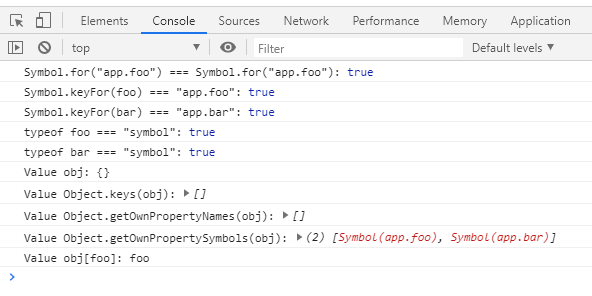 Elements Console Sources Network Performance Memory Application
top ▼ Filter Default levels ▼
Symbol.for("app.foo") === Symbol.for("app.foo"): true
Symbol.keyFor(foo) === "app.foo": true
Symbol.keyFor(bar) === "app.bar": true
typeof foo === "symbol": true
typeof bar === "symbol": true
Value obj: {}
Value Object.keys(obj): ▶[]
Value Object.getOwnPropertyNames(obj): ▶[]
Value Object.getOwnPropertySymbols(obj): ▶(2) [Symbol(app.foo), Symbol(app.bar)]
Value obj[foo]: foo
>